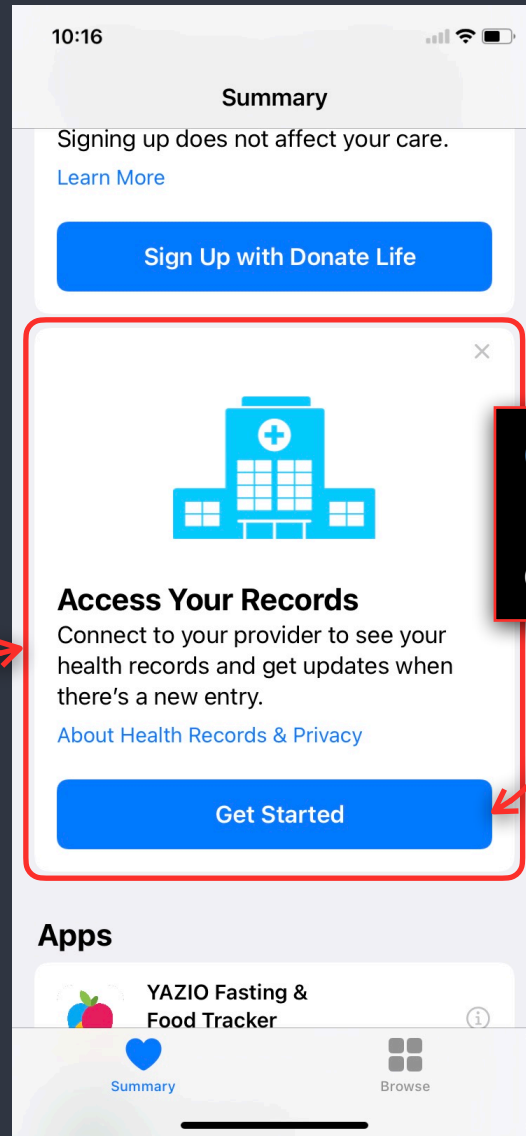 10:16
Summary
Signing up does not affect your care.
Learn More
Sign Up with Donate Life
Access Your Records
Connect to your provider to see your
health records and get updates when
there's a new entry.
About Health Records & Privacy
Get Started
Apps
YAZIO Fasting &
Food Tracker
Summary
Browse